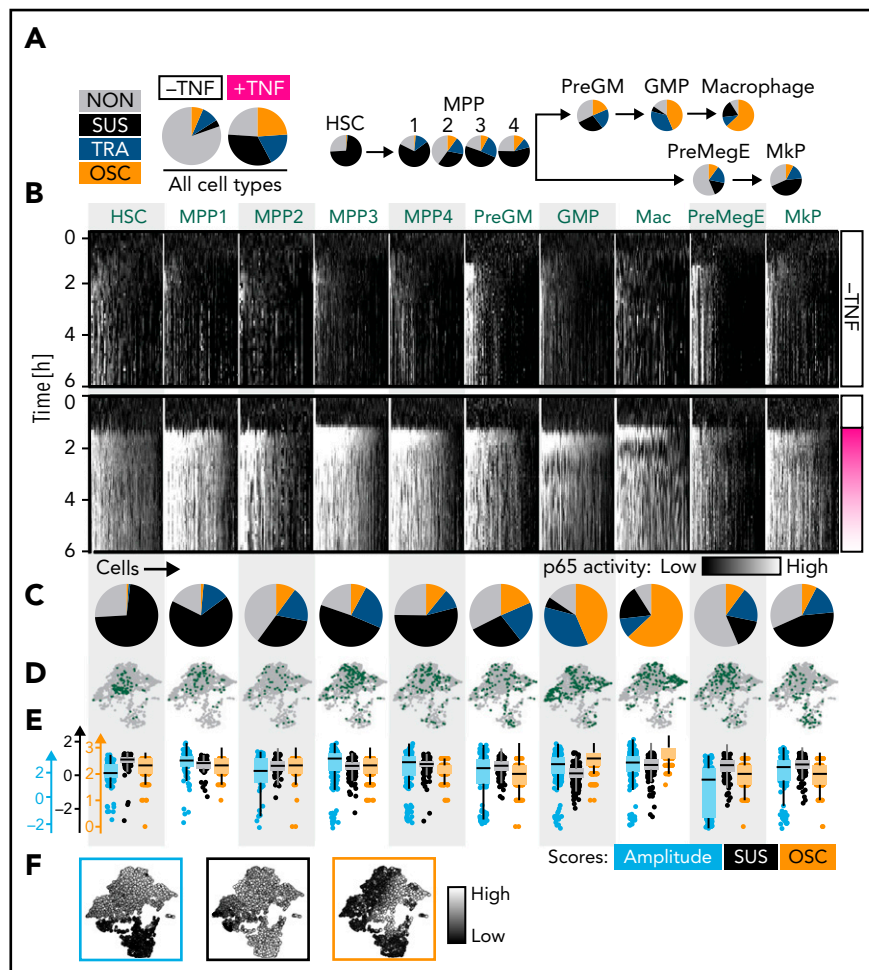 A
NON
SUS
TRA
OSC
–TNF
+TNF
All cell types
HSC
MPP
1
2
3
4
PreGM
GMP
Macrophage
PreMegE
MkP
B
HSC MPP1 MPP2 MPP3 MPP4 PreGM GMP Mac PreMegE MkP
Time[h]
0
2
4
6
–TNF
0
2
4
6
Cells
p65 activity: Low High
C
D
E
2
0
–2
2
0
–2
3
2
1
0
Scores: Amplitude SUS OSC
F
High
Low